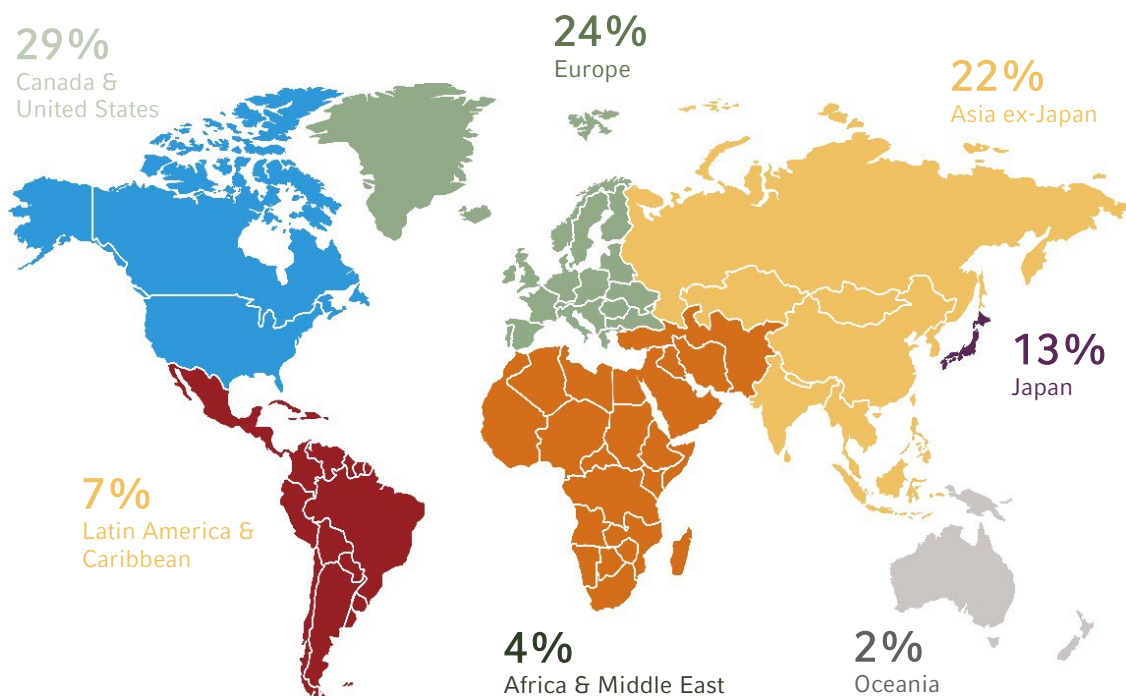 29%
Canada &
United States
24%
Europe
22%
Asia ex-Japan
13%
Japan
7%
Latin America &
Caribbean
4%
Africa & Middle East
2%
Oceania